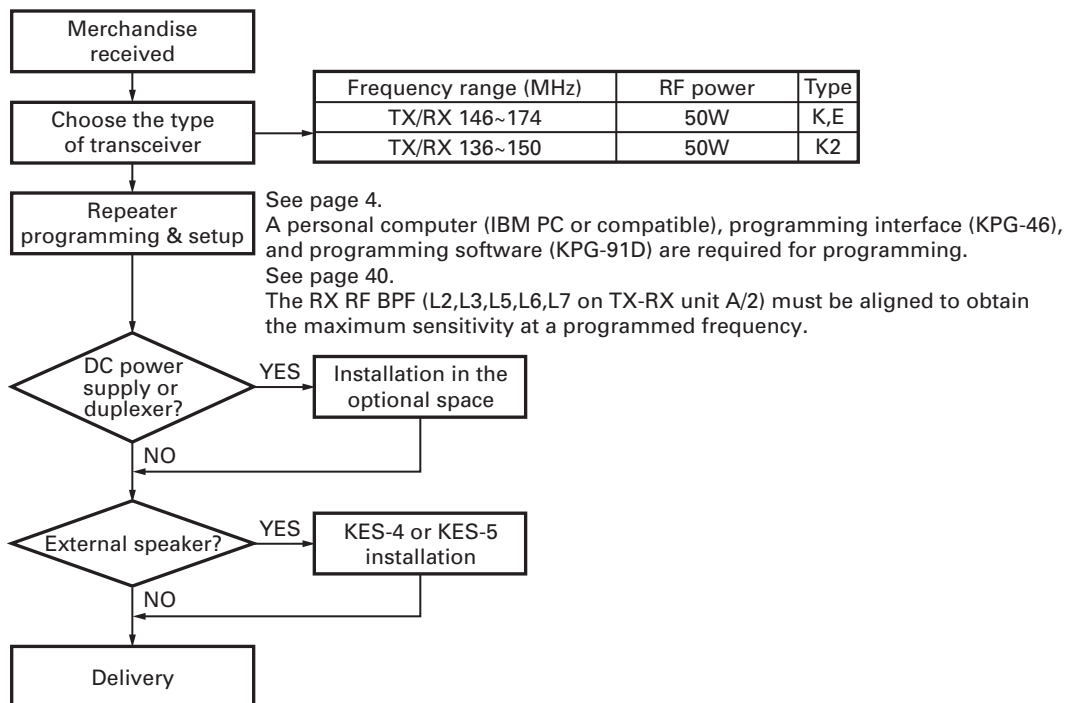 Merchandise
received
Choose the type
of transceiver
Frequency range (MHz) RF power Type
TX/RX 146~174 50W K,E
TX/RX 136~150 50W K2
Repeater
programming & setup
See page 4.
A personal computer (IBM PC or compatible), programming interface (KPG-46),
and programming software (KPG-91D) are required for programming.
See page 40.
The RX RF BPF (L2,L3,L5,L6,L7 on TX-RX unit A/2) must be aligned to obtain
the maximum sensitivity at a programmed frequency.
DC power
supply or
duplexer?
YES
Installation in the
optional space
NO
External speaker?
YES
KES-4 or KES-5
installation
NO
Delivery